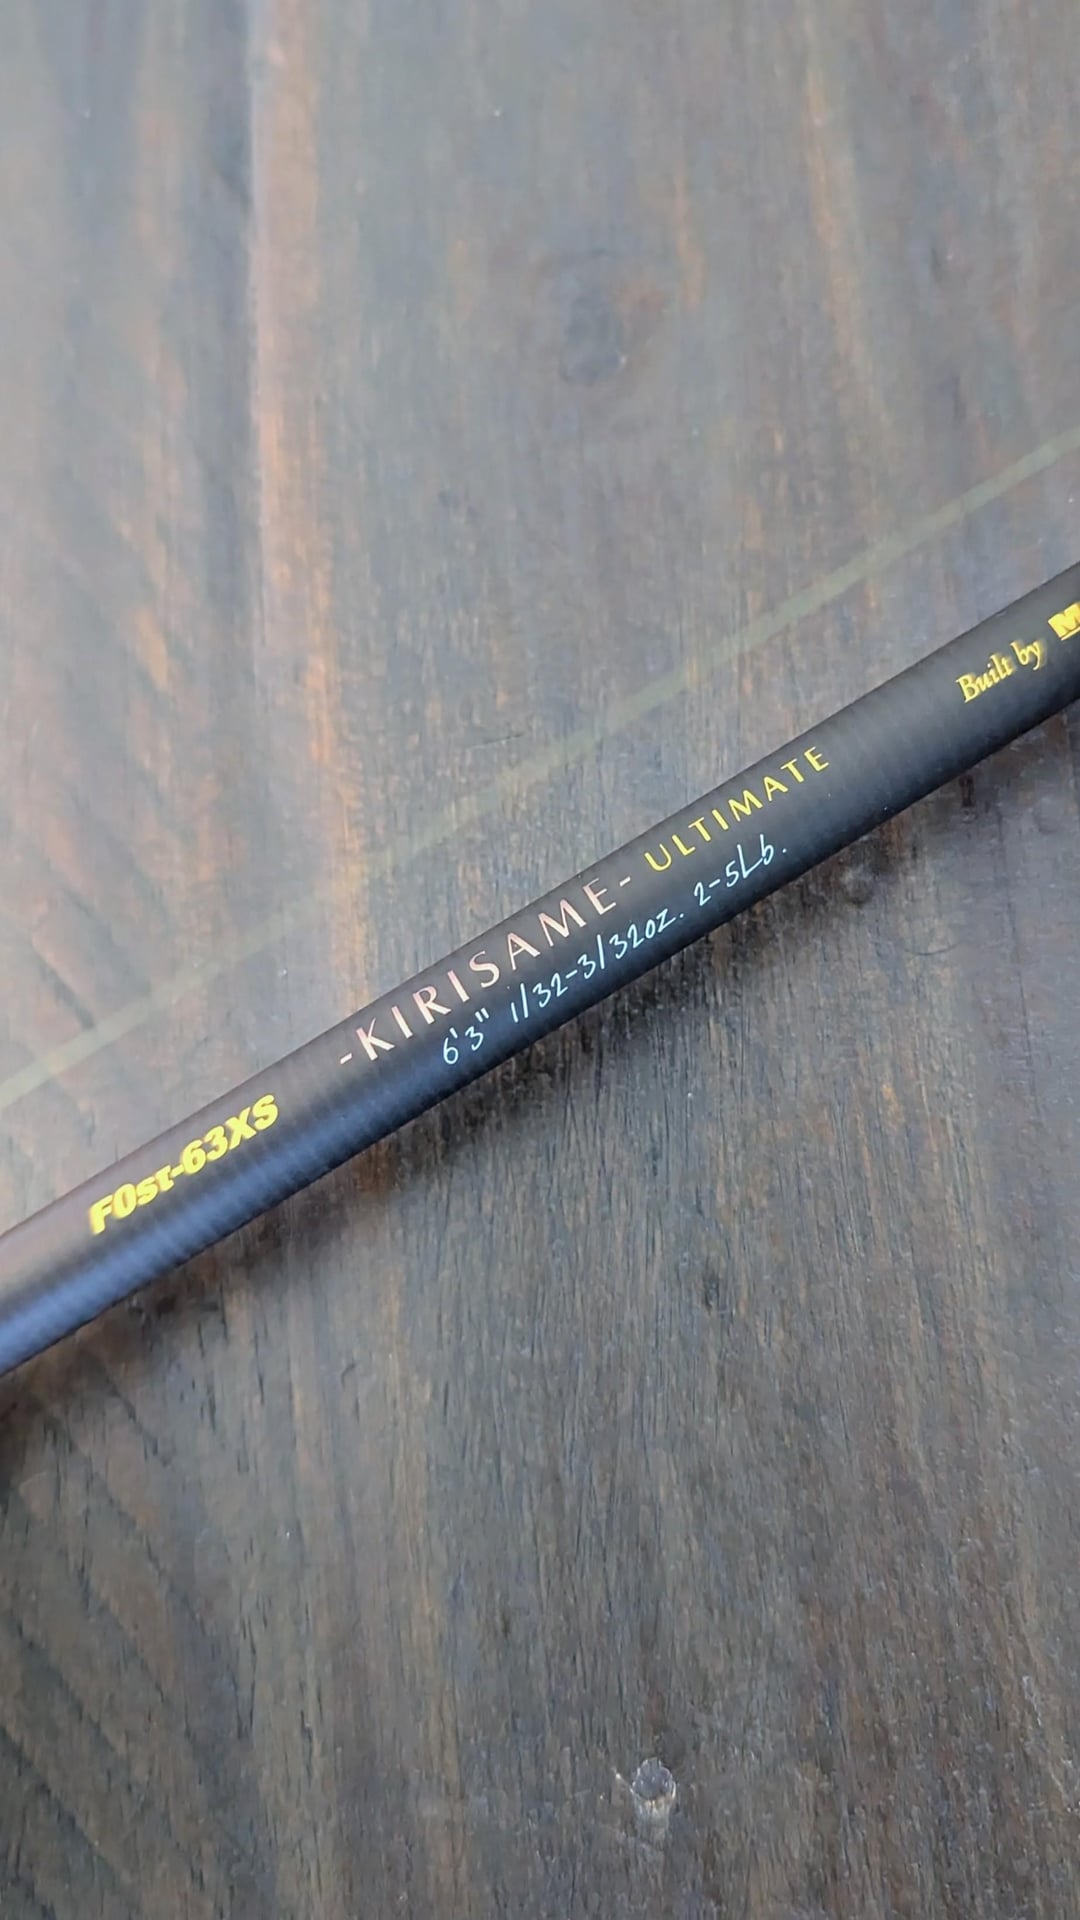 F0st-63XS
-KIRISAME- ULTIMATE
6'3" 1/32-3/32oz. 2-5Lb.
Built by